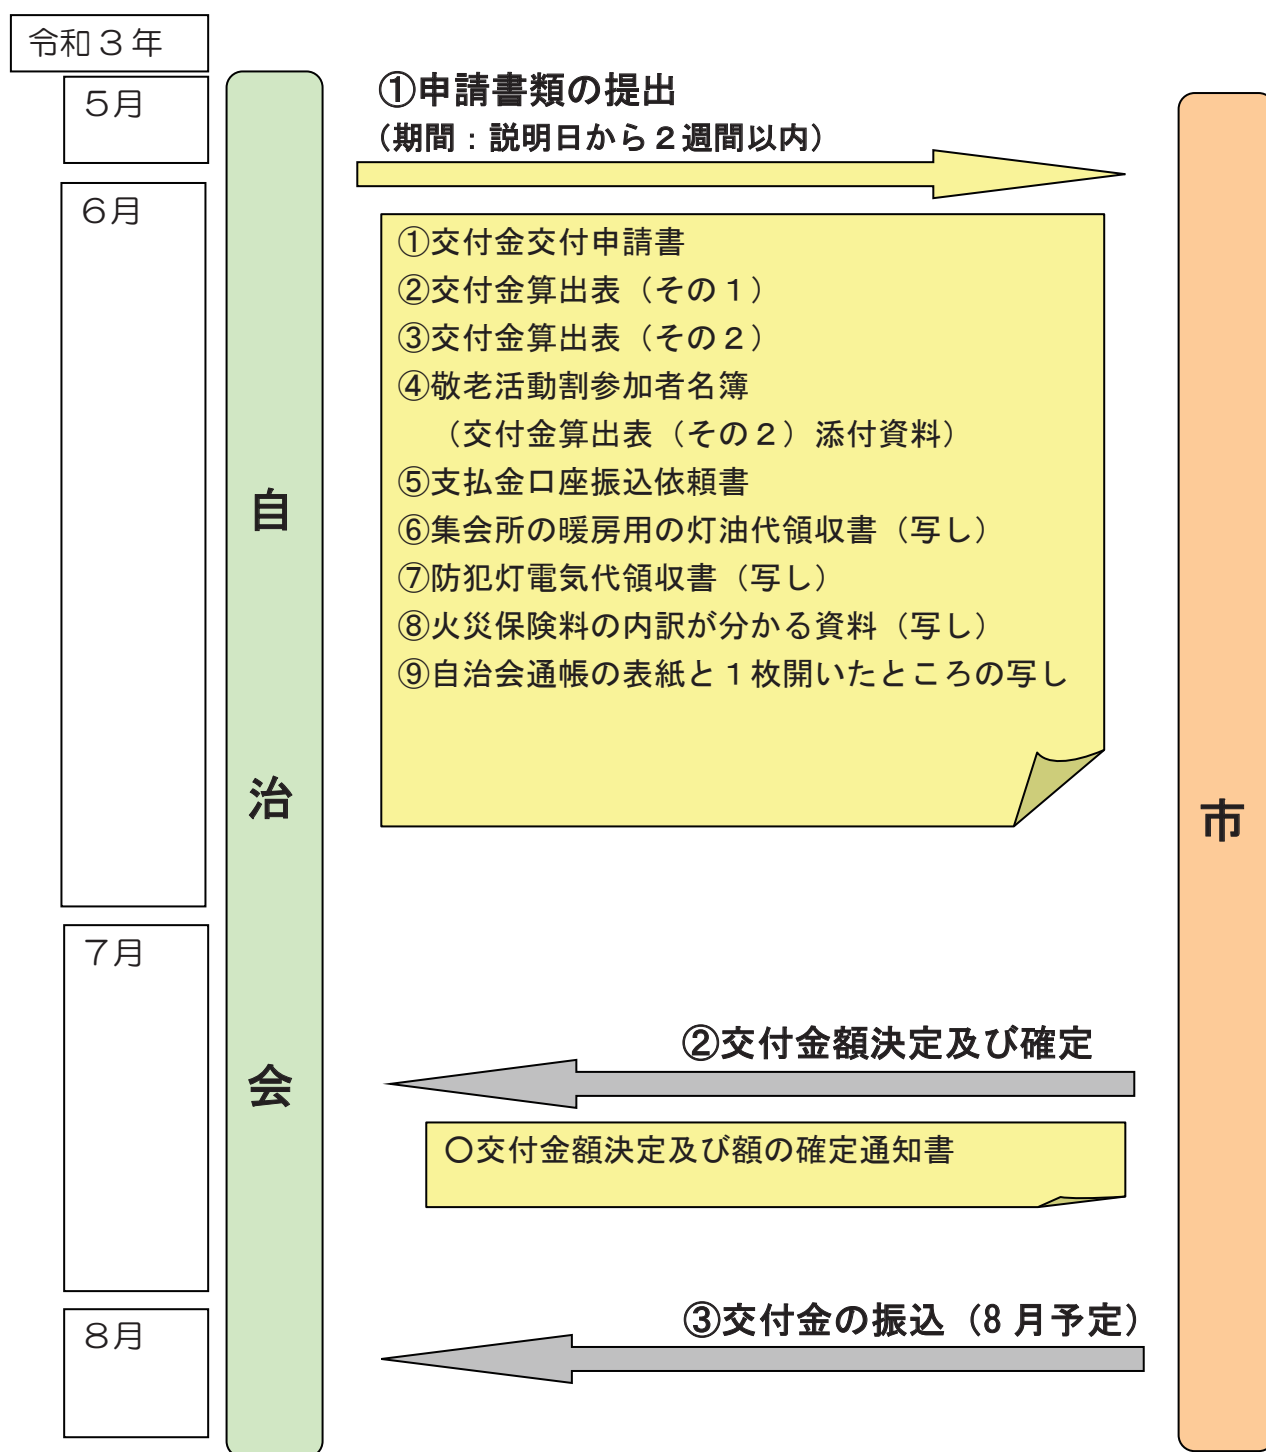 令和３年
５月
６月
７月
８月
自治会
①申請書類の提出
（期間：説明日から２週間以内）
①交付金交付申請書
②交付金算出表（その１）
③交付金算出表（その２）
④敬老活動割参加者名簿
（交付金算出表（その２）添付資料）
⑤支払金口座振込依頼書
⑥集会所の暖房用の灯油代領収書（写し）
⑦防犯灯電気代領収書（写し）
⑧火災保険料の内訳が分かる資料（写し）
⑨自治会通帳の表紙と１枚開いたところの写し
②交付金額決定及び確定
〇交付金額決定及び額の確定通知書
③交付金の振込（8 月予定）
市